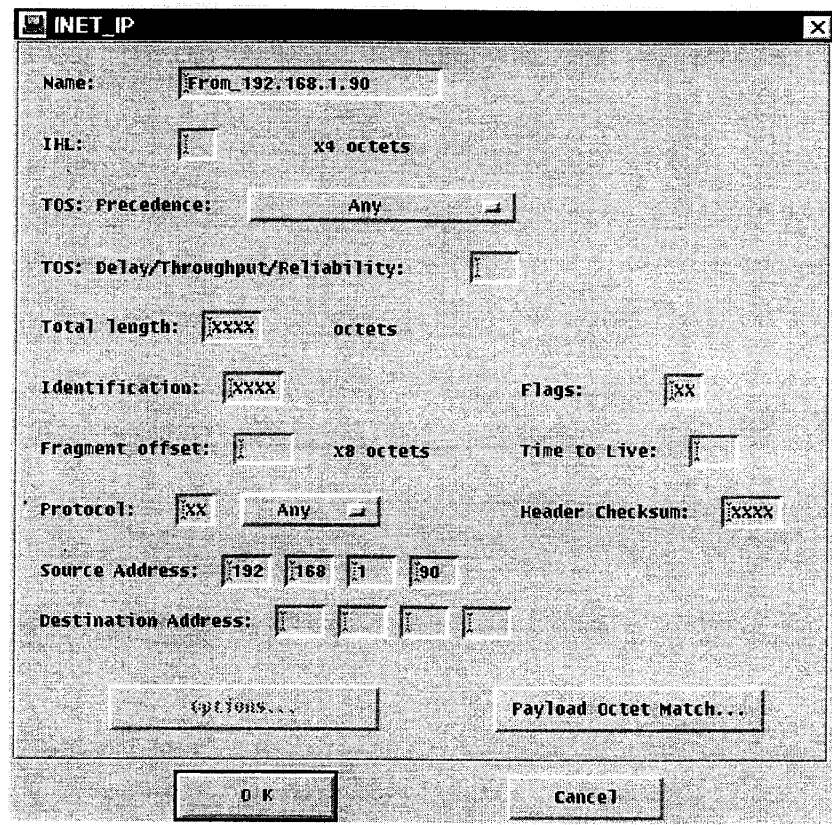 INET_IP
Name: From_192.168.1.90
IHL: x4 octets
TOS: Precedence: Any
TOS: Delay/Throughput/Reliability:
Total length: XXXX octets
Identification: XXXX Flags: XX
Fragment offset: x8 octets Time to Live:
Protocol: XX Any Header Checksum: XXXX
Source Address: 192 168 1 90
Destination Address:
Options... Payload Octet Match...
O K Cancel